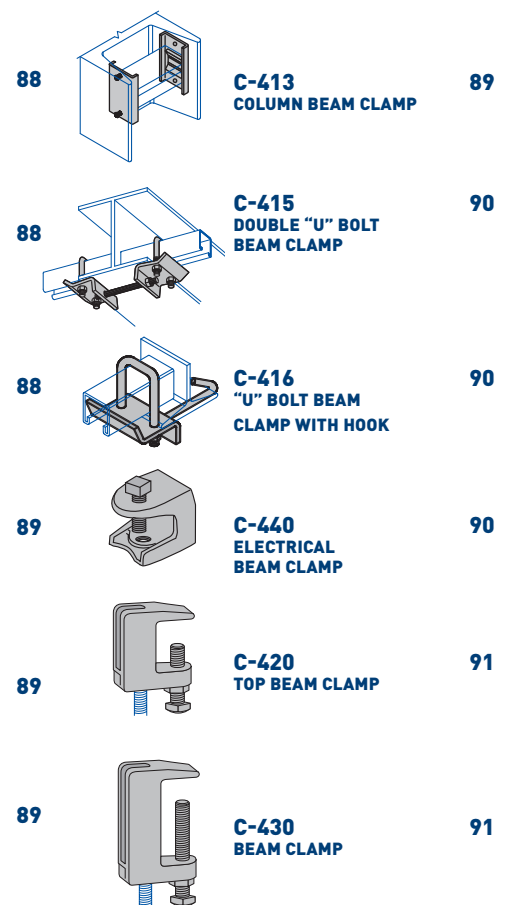 88
C-413
COLUMN BEAM CLAMP
89
88
C-415
DOUBLE “U” BOLT
BEAM CLAMP
90
88
C-416
“U” BOLT BEAM
CLAMP WITH HOOK
90
89
C-440
ELECTRICAL
BEAM CLAMP
90
89
C-420
TOP BEAM CLAMP
91
89
C-430
BEAM CLAMP
91